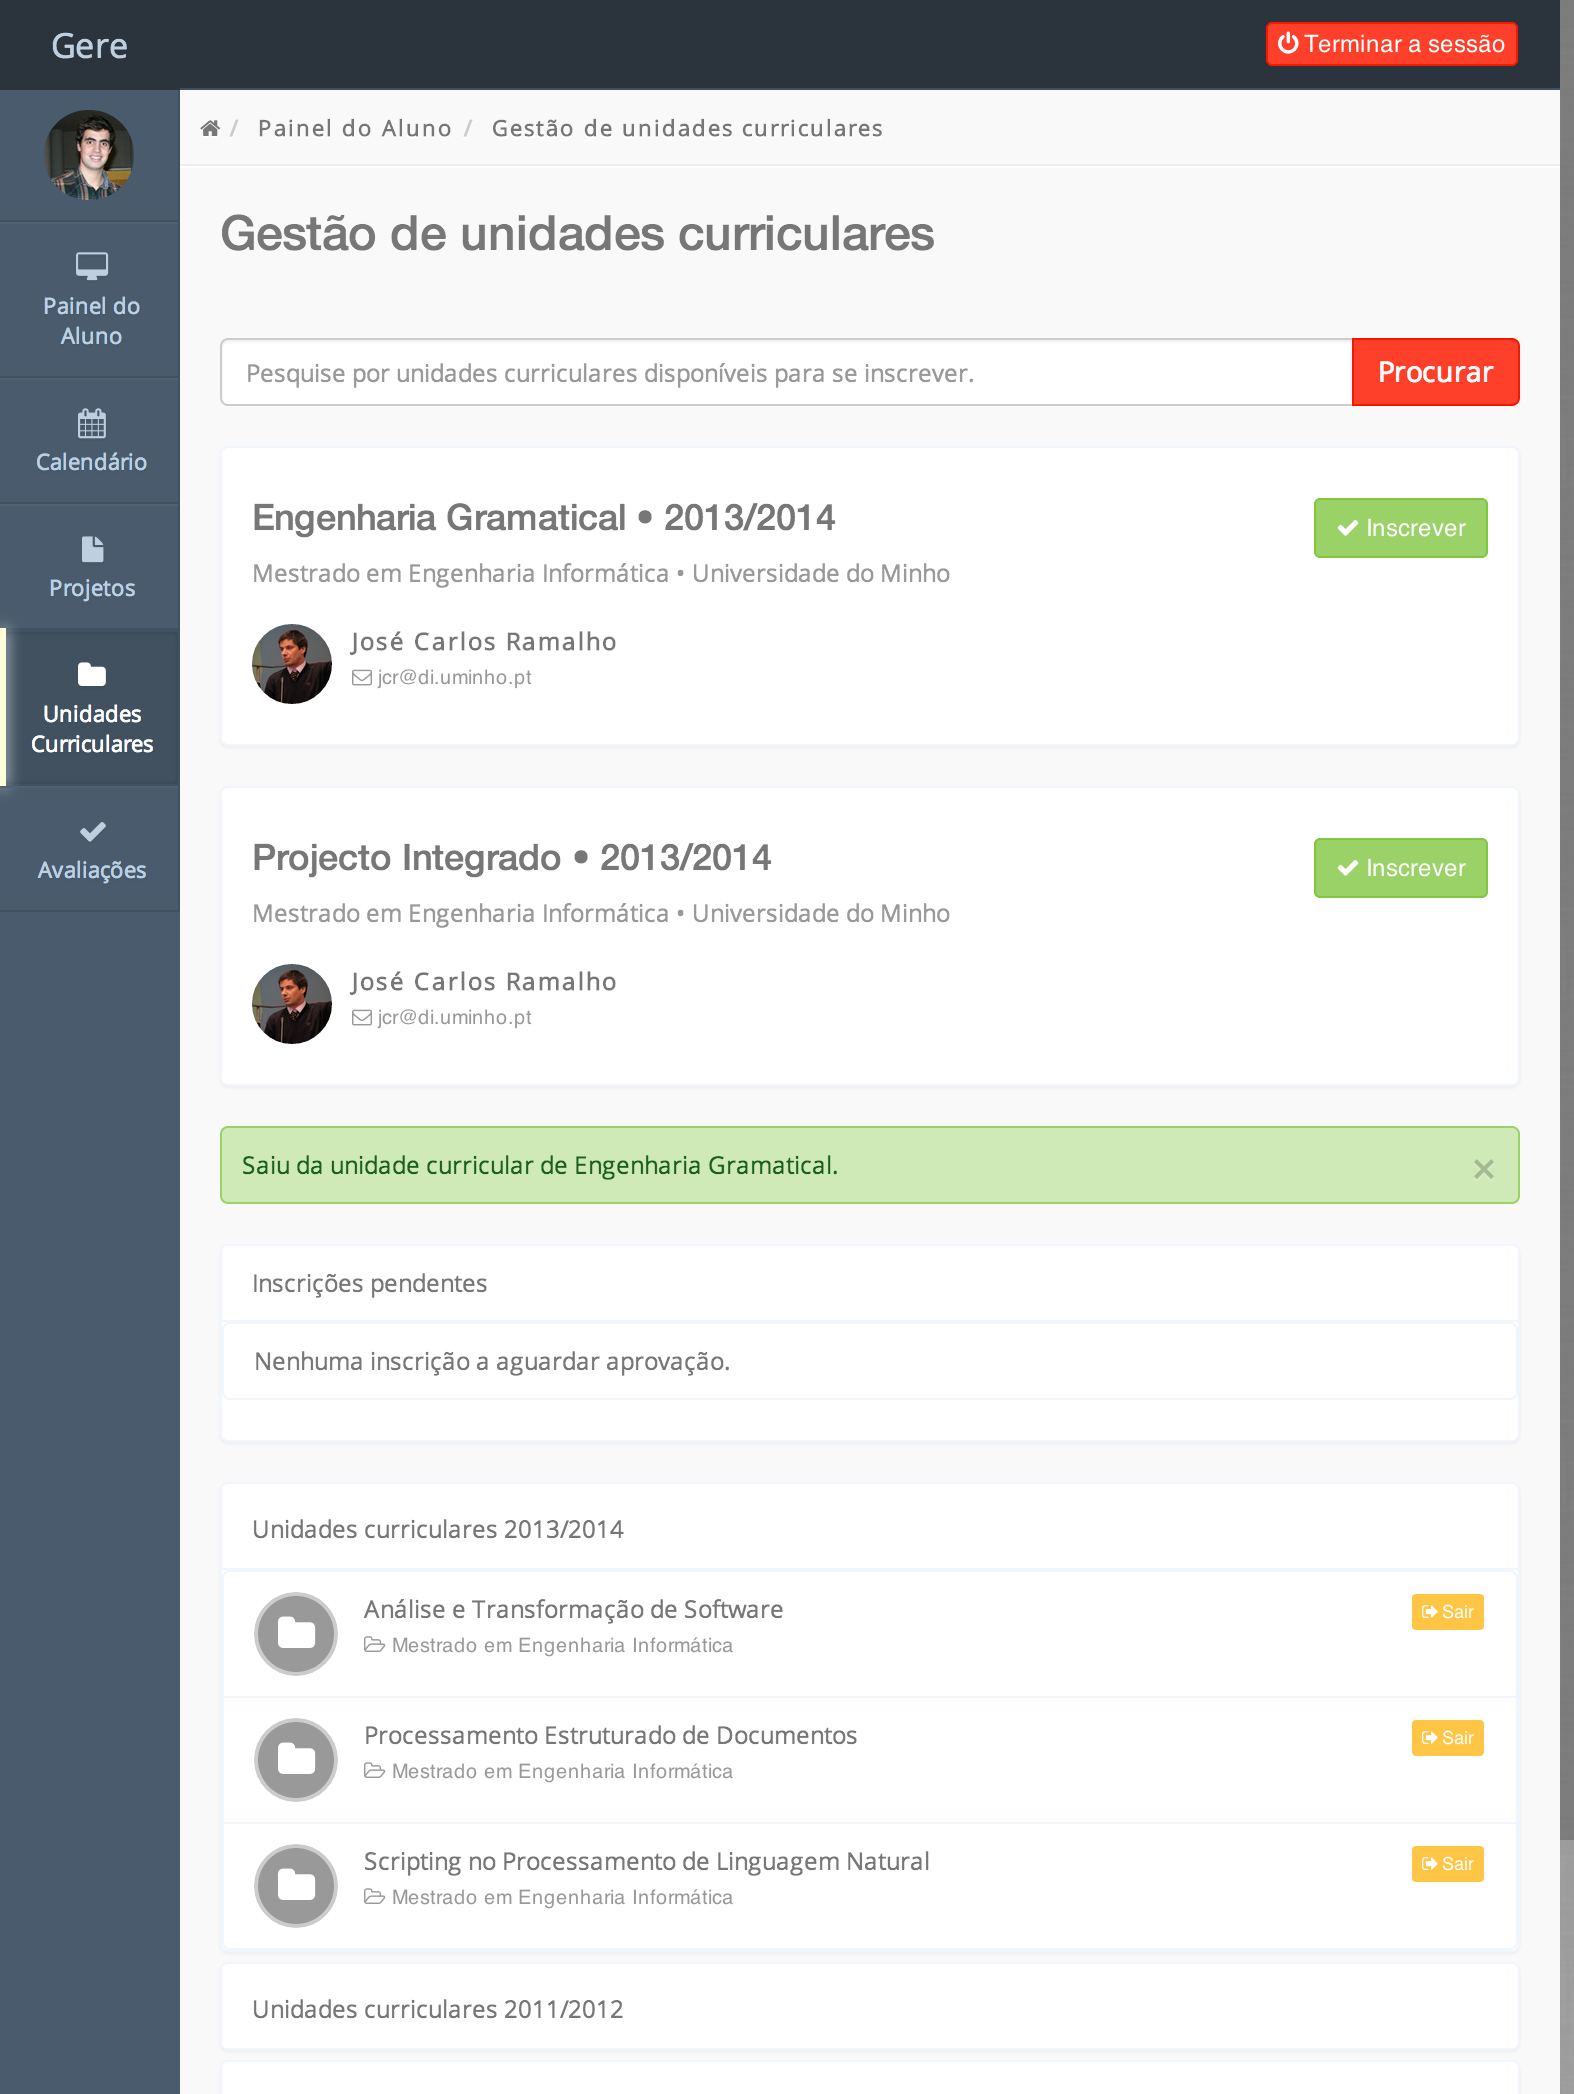 Gere
Terminar a sessão
/ Painel do Aluno / Gestão de unidades curriculares
Painel do
Aluno
Calendário
Projetos
Unidades
Curriculares
Avaliações
Gestão de unidades curriculares
Pesquise por unidades curriculares disponíveis para se inscrever.
Procurar
Engenharia Gramatical • 2013/2014
Inscrever
Mestrado em Engenharia Informática • Universidade do Minho
José Carlos Ramalho
jcr@di.uminho.pt
Projecto Integrado • 2013/2014
Inscrever
Mestrado em Engenharia Informática • Universidade do Minho
José Carlos Ramalho
jcr@di.uminho.pt
Saiu da unidade curricular de Engenharia Gramatical.
×
Inscrições pendentes
Nenhuma inscrição a aguardar aprovação.
Unidades curriculares 2013/2014
Análise e Transformação de Software
Sair
Mestrado em Engenharia Informática
Processamento Estruturado de Documentos
Sair
Mestrado em Engenharia Informática
Scripting no Processamento de Linguagem Natural
Sair
Mestrado em Engenharia Informática
Unidades curriculares 2011/2012